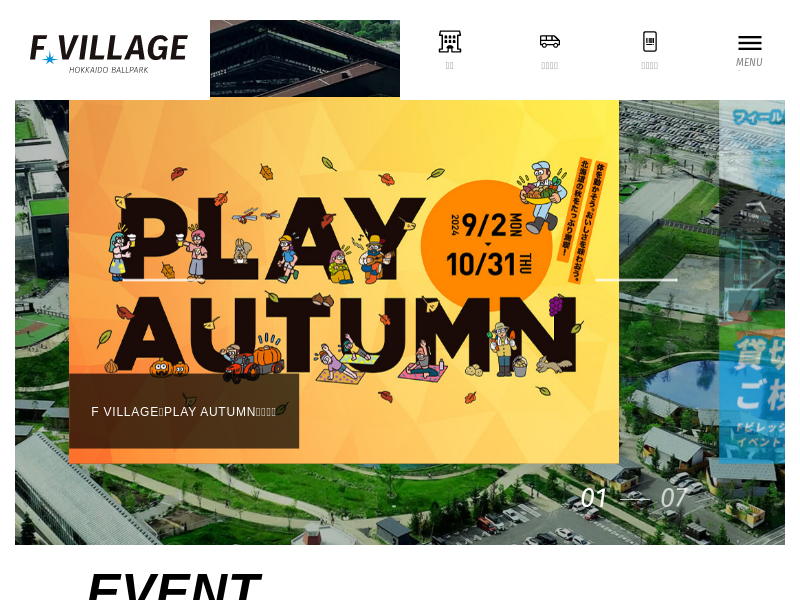 F VILLAGE
HOKKAIDO BALLPARK
MENU
フィール
体を動かそう。おいしさを味わおう。
北海道の秋をたっぷり満喫！
PLAY
2024 9/2 MON
10/31 THU
AUTUMN
貸切
ご検
F VILLAGE PLAY AUTUMN
Fビレッジ
イベント
01 07
EVENT